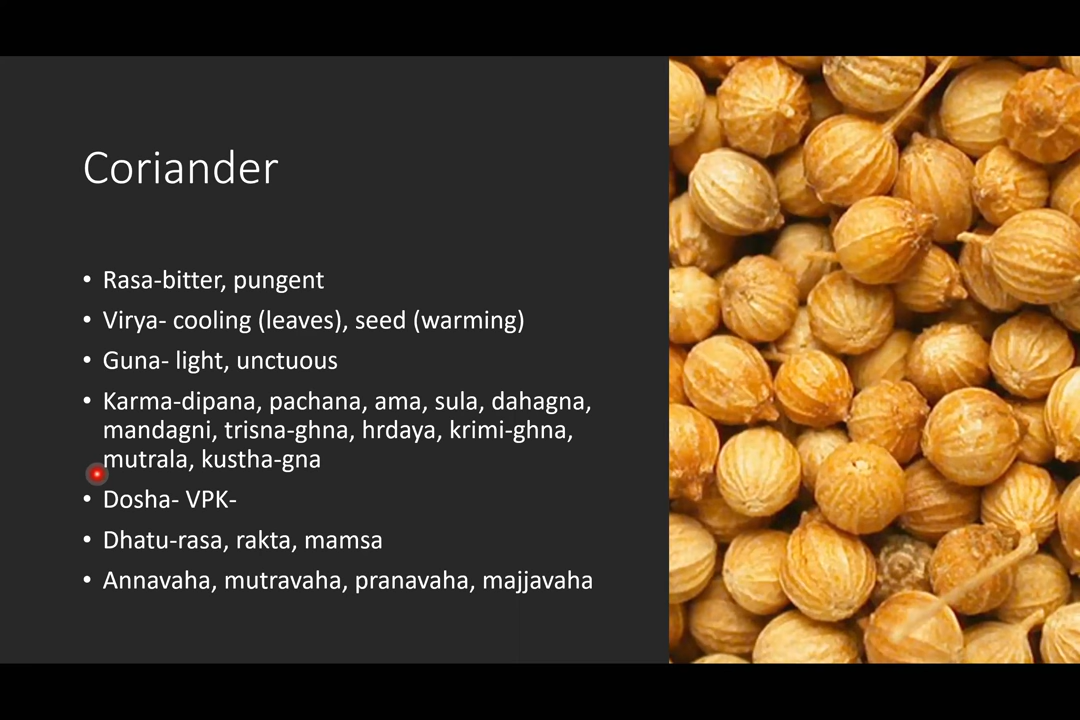 Coriander
• Rasa-bitter, pungent
• Virya- cooling (leaves), seed (warming)
• Guna- light, unctuous
• Karma-dipana, pachana, ama, sula, dahagna,
mandagni, trisna-ghna, hrdaya, krimi-ghna,
mutrala, kustha-gna
• Dosha- VPK-
• Dhatu-rasa, rakta, mamsa
• Annavaha, mutravaha, pranavaha, majjavaha